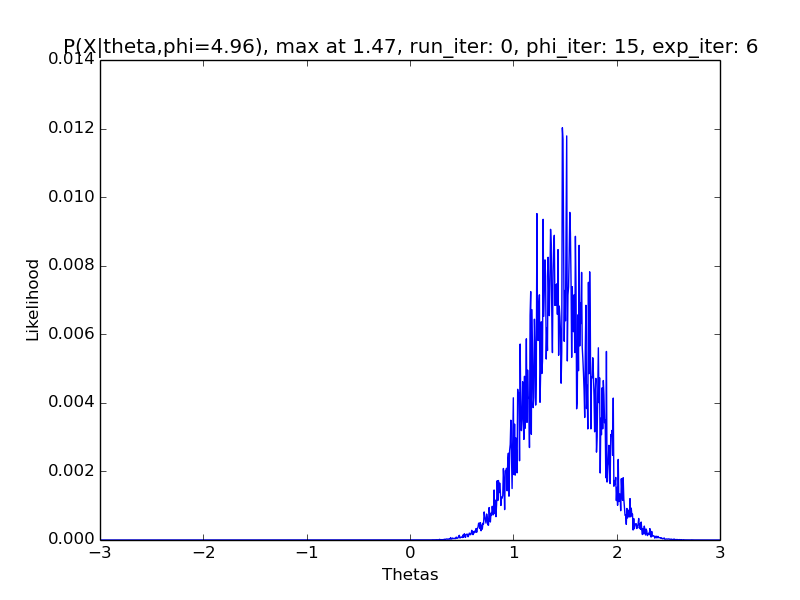 P(X|theta,phi=4.96), max at 1.47, run_iter: 0, phi_iter: 15, exp_iter: 6
0.014
0.012
0.010
0.008
0.006
0.004
0.002
0.000
Likelihood
−3 −2 −1 0 1 2 3
Thetas